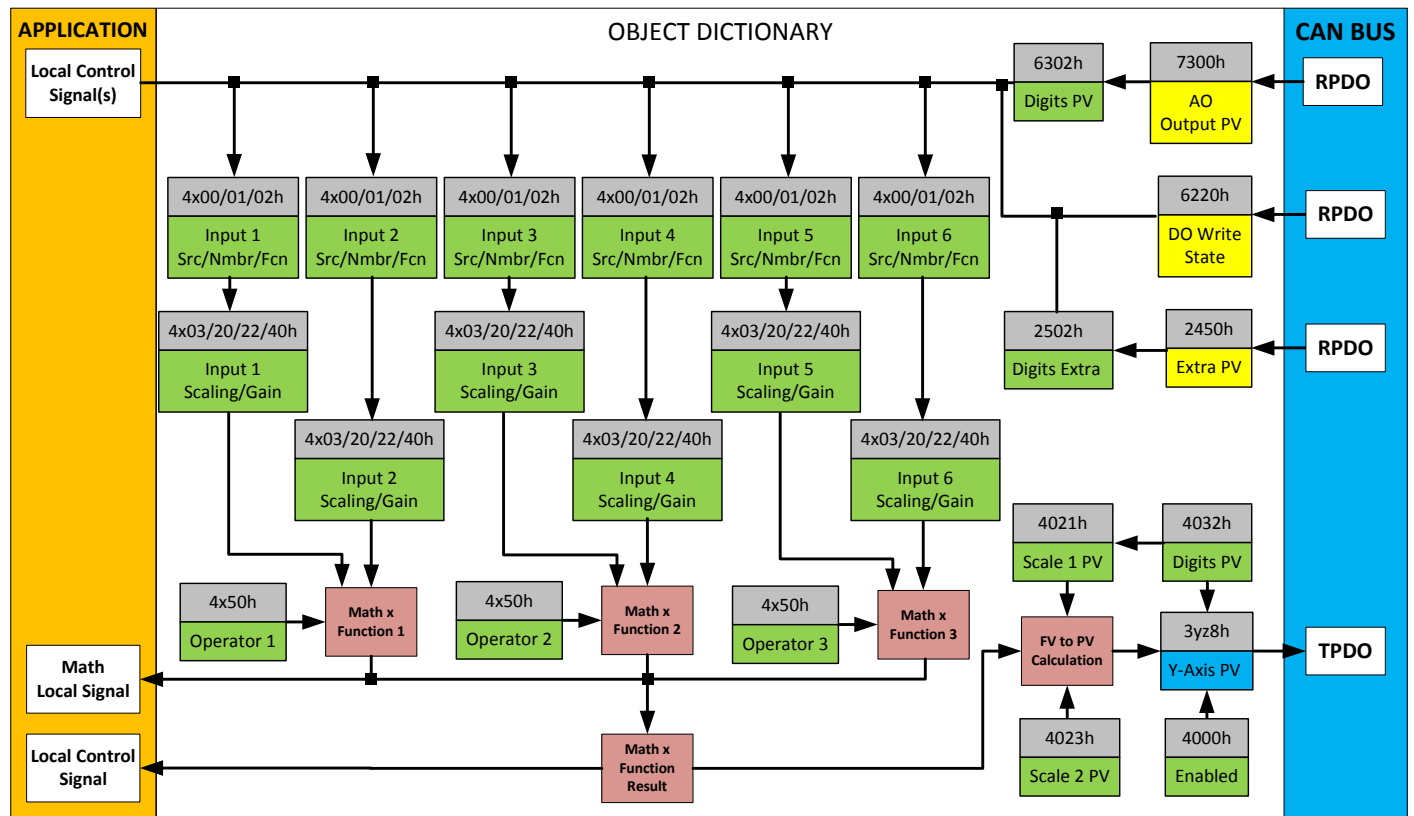 APPLICATION
OBJECT DICTIONARY
CAN BUS
Local Control
Signal(s)
6302h
Digits PV
7300h
AO
Output PV
RPDO
4x00/01/02h
Input 1
Src/Nmbr/Fcn
4x00/01/02h
Input 2
Src/Nmbr/Fcn
4x00/01/02h
Input 3
Src/Nmbr/Fcn
4x00/01/02h
Input 4
Src/Nmbr/Fcn
4x00/01/02h
Input 5
Src/Nmbr/Fcn
4x00/01/02h
Input 6
Src/Nmbr/Fcn
6220h
DO Write
State
RPDO
4x03/20/22/40h
Input 1
Scaling/Gain
4x03/20/22/40h
Input 3
Scaling/Gain
4x03/20/22/40h
Input 5
Scaling/Gain
2502h
Digits Extra
2450h
Extra PV
RPDO
4x03/20/22/40h
Input 2
Scaling/Gain
4x03/20/22/40h
Input 4
Scaling/Gain
4x03/20/22/40h
Input 6
Scaling/Gain
4021h
Scale 1 PV
4032h
Digits PV
4x50h
Operator 1
Math x
Function 1
4x50h
Operator 2
Math x
Function 2
4x50h
Operator 3
Math x
Function 3
FV to PV
Calculation
3yz8h
Y-Axis PV
TPDO
Math
Local Signal
Local Control
Signal
Math x
Function
Result
4023h
Scale 2 PV
4000h
Enabled